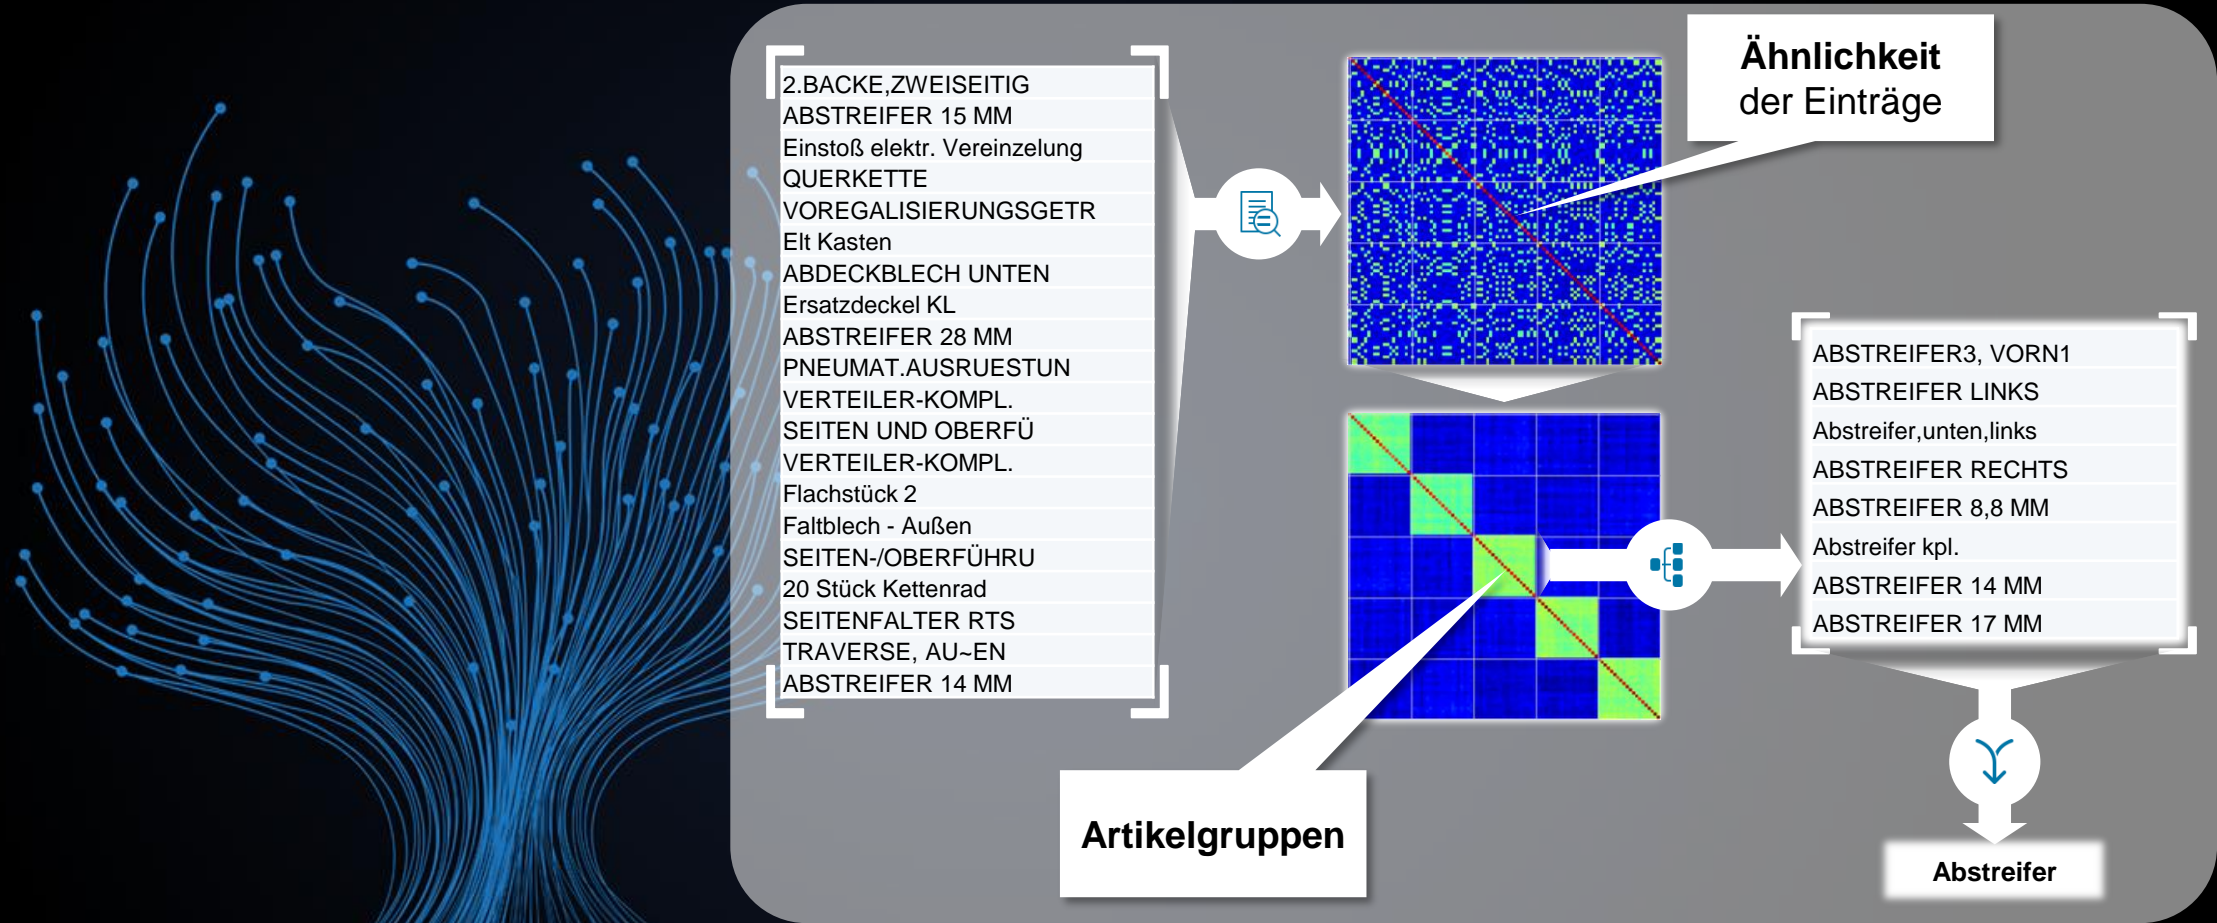 2.BACKE,ZWEISEITIG
ABSTREIFER 15 MM
Einstoß elektr. Vereinzelung
QUERKETTE
VOREGALISIERUNGSGETR
Elt Kasten
ABDECKBLECH UNTEN
Ersatzdeckel KL
ABSTREIFER 28 MM
PNEUMAT.AUSRUESTUN
VERTEILER-KOMPL.
SEITEN UND OBERFÜ
VERTEILER-KOMPL.
Flachstück 2
Faltblech - Außen
SEITEN-/OBERFÜHRU
20 Stück Kettenrad
SEITENFALTER RTS
TRAVERSE, AU~EN
ABSTREIFER 14 MM
Ähnlichkeit
der Einträge
Artikelgruppen
ABSTREIFER3, VORN1
ABSTREIFER LINKS
Abstreifer,unten,links
ABSTREIFER RECHTS
ABSTREIFER 8,8 MM
Abstreifer kpl.
ABSTREIFER 14 MM
ABSTREIFER 17 MM
Abstreifer